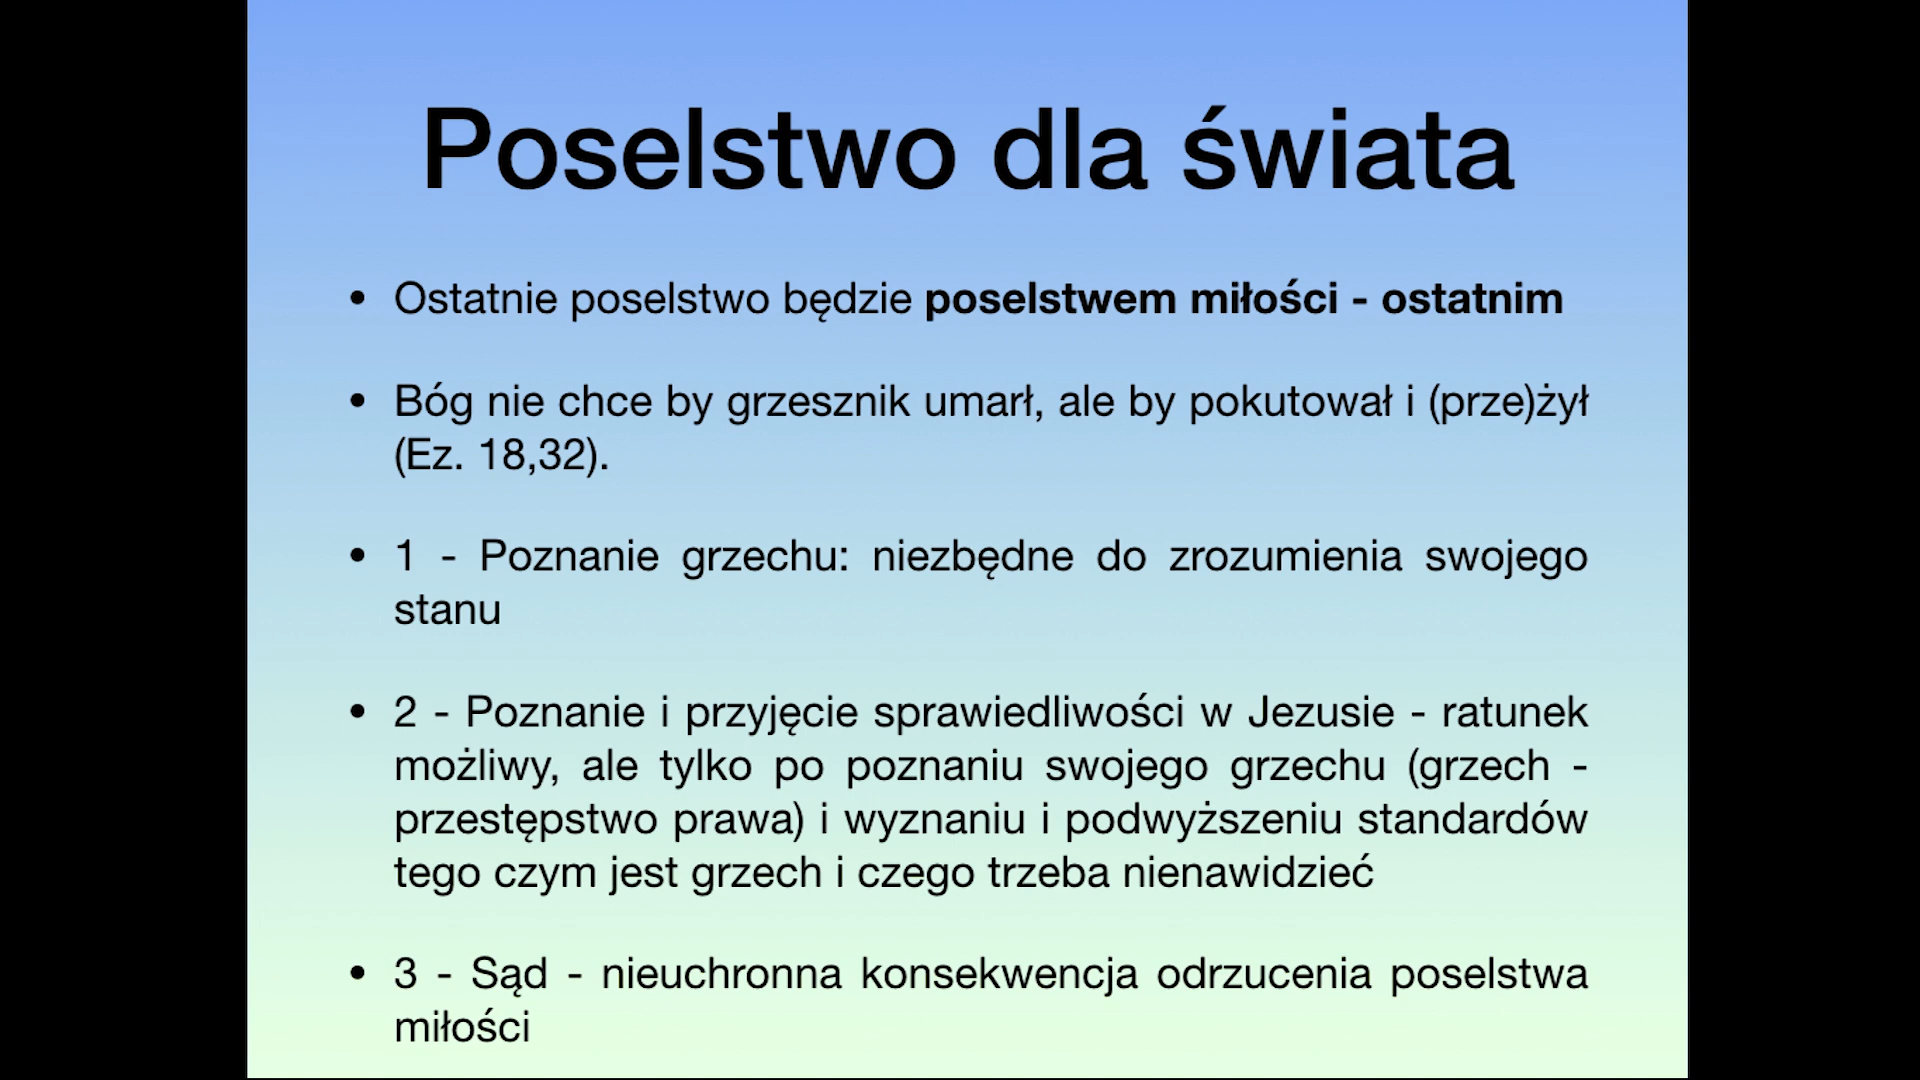 Poselstwo dla świata
• Ostatnie poselstwo będzie poselstwem miłości - ostatnim
• Bóg nie chce by grzesznik umarł, ale by pokutował i (prze)żył
(Ez. 18,32).
• 1 - Poznanie grzechu: niezbędne do zrozumienia swojego
stanu
• 2 - Poznanie i przyjęcie sprawiedliwości w Jezusie - ratunek
możliwy, ale tylko po poznaniu swojego grzechu (grzech -
przestępstwo prawa) i wyznaniu i podwyższeniu standardów
tego czym jest grzech i czego trzeba nienawidzieć
• 3 - Sąd - nieuchronna konsekwencja odrzucenia poselstwa
miłości